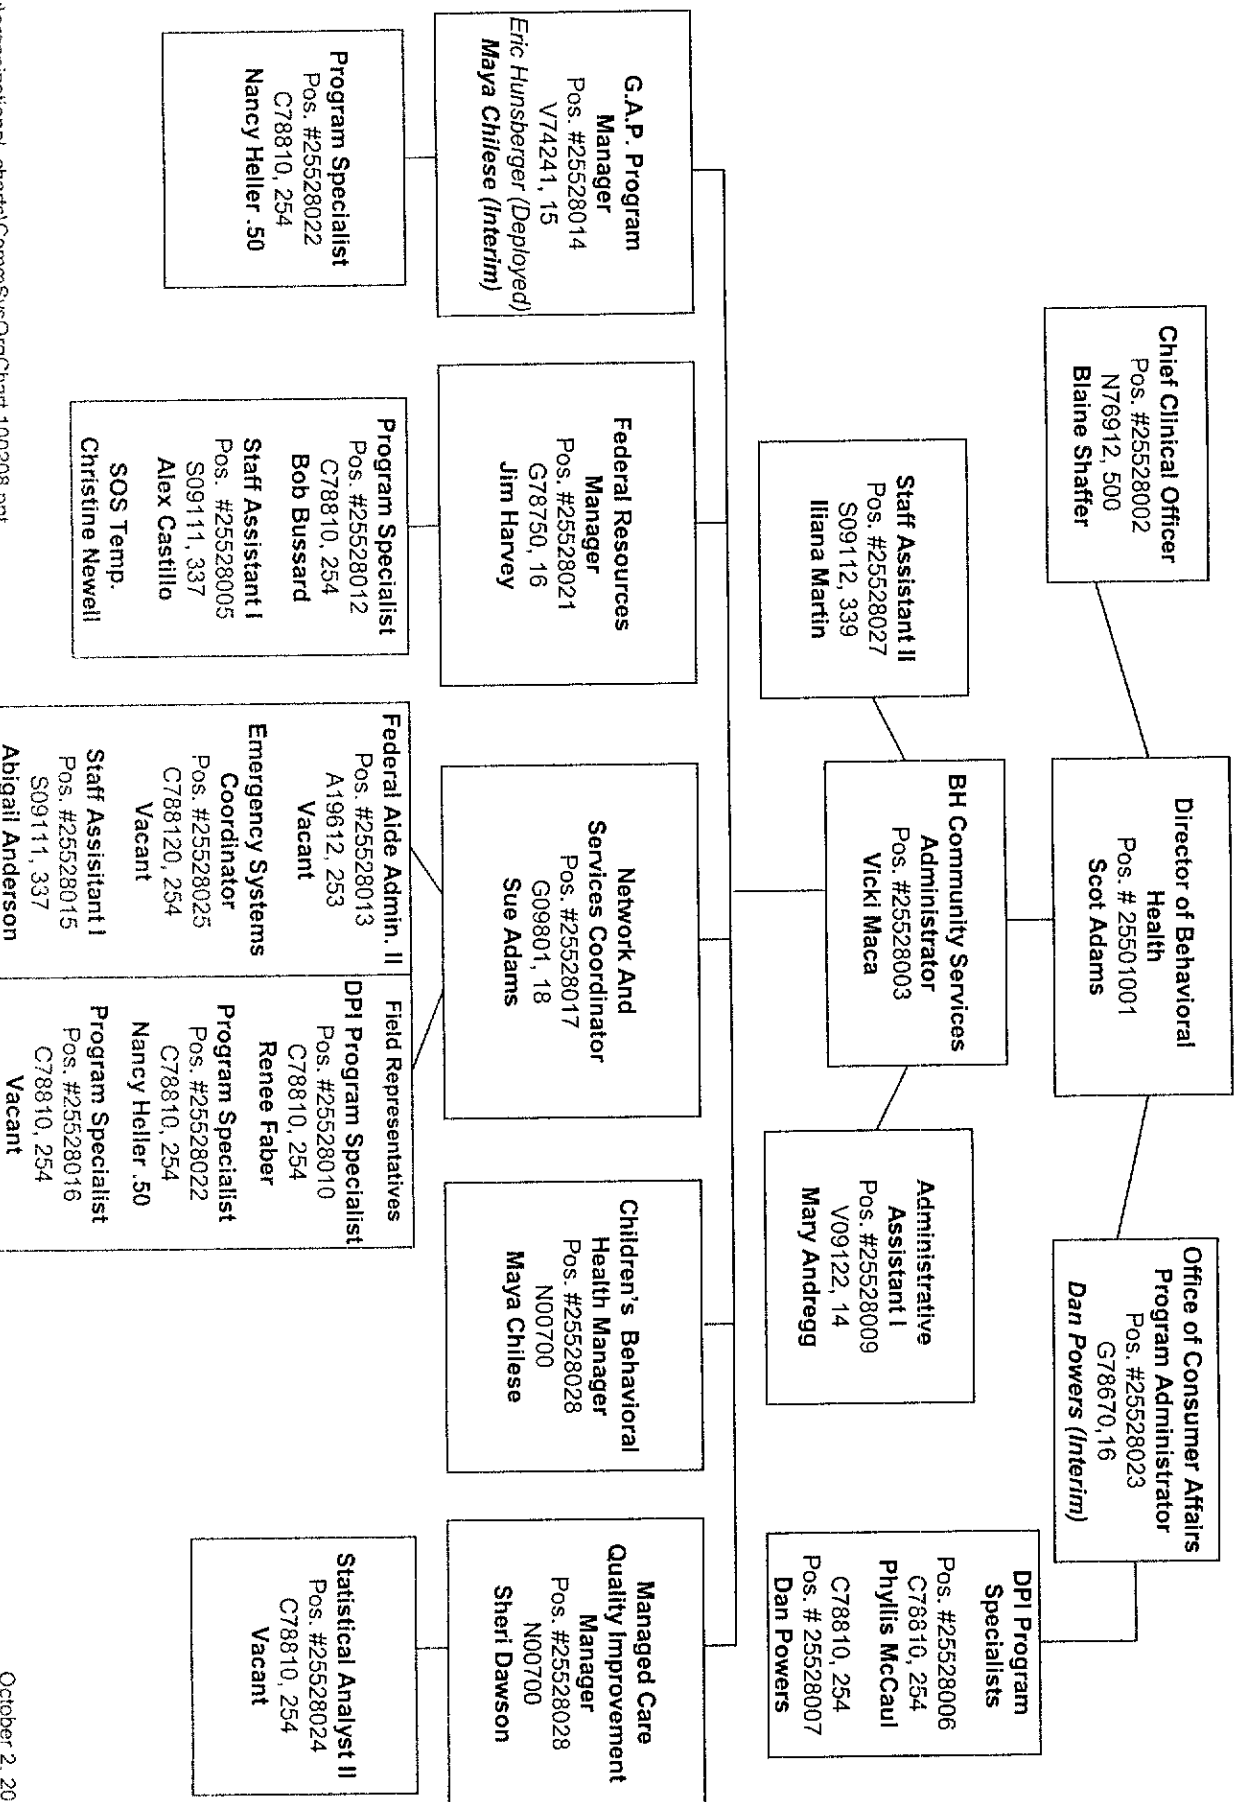 Chief Clinical Officer
Pos. #25528002
N76912, 500
Blaine Shaffer
Director of Behavioral
Health
Pos. # 25501001
Scot Adams
Office of Consumer Affairs
Program Administrator
Pos. #25528023
G78670,16
Dan Powers (Interim)
DPI Program
Specialists
Pos. #25528006
C78810, 254
Phyllis McCaul
C78810, 254
Pos. # 25528007
Dan Powers
Staff Assistant II
Pos. #25528027
S09112, 339
Iliana Martin
BH Community Services
Administrator
Pos. #25528003
Vicki Maca
Administrative
Assistant I
Pos. #25528009
V09122, 14
Mary Andregg
G.A.P. Program
Manager
Pos. #25528014
V74241, 15
Eric Hunsberger (Deployed)
Maya Chilese (Interim)
Federal Resources
Manager
Pos. #25528021
G78750, 16
Jim Harvey
Network And
Services Coordinator
Pos. #25528017
G09801, 18
Sue Adams
Children's Behavioral
Health Manager
Pos. #25528028
N00700
Maya Chilese
Managed Care
Quality Improvement
Manager
Pos. #25528028
N00700
Sheri Dawson
Program Specialist
Pos. #25528022
C78810, 254
Nancy Heller .50
Program Specialist
Pos. #25528012
C78810, 254
Bob Bussard
Staff Assistant I
Pos. #25528005
S09111, 337
Alex Castillo
SOS Temp.
Christine Newell
Federal Aide Admin. II
Pos. #25528013
A19612, 253
Vacant
Emergency Systems
Coordinator
Pos. #25528025
C788120, 254
Vacant
Staff Assisitant I
Pos. #25528015
S09111, 337
Abigail Anderson
Field Representatives
DPI Program Specialist
Pos. #25528010
C78810, 254
Renee Faber
Program Specialist
Pos. #25528022
C78810, 254
Nancy Heller .50
Program Specialist
Pos. #25528016
C78810, 254
Vacant
Statistical Analyst II
Pos. #25528024
C78810, 254
Vacant
October 2, 20